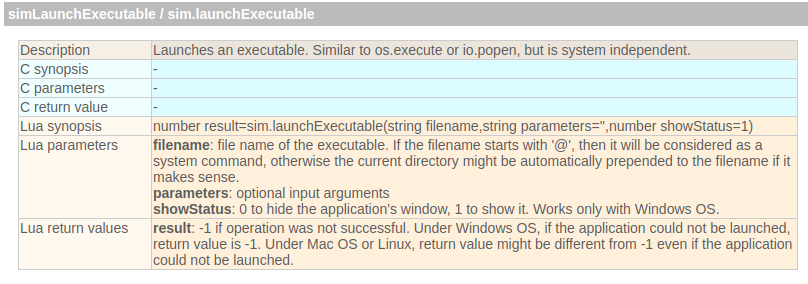 simLaunchExecutable / sim.launchExecutable
Description Launches an executable. Similar to os.execute or io.popen, but is system independent.
C synopsis -
C parameters -
C return value -
Lua synopsis number result=sim.launchExecutable(string filename,string parameters='',number showStatus=1)
Lua parameters filename: file name of the executable. If the filename starts with '@', then it will be considered as a
system command, otherwise the current directory might be automatically prepended to the filename if it
makes sense.
parameters: optional input arguments
showStatus: 0 to hide the application's window, 1 to show it. Works only with Windows OS.
Lua return values result: -1 if operation was not successful. Under Windows OS, if the application could not be launched,
return value is -1. Under Mac OS or Linux, return value might be different from -1 even if the application
could not be launched.